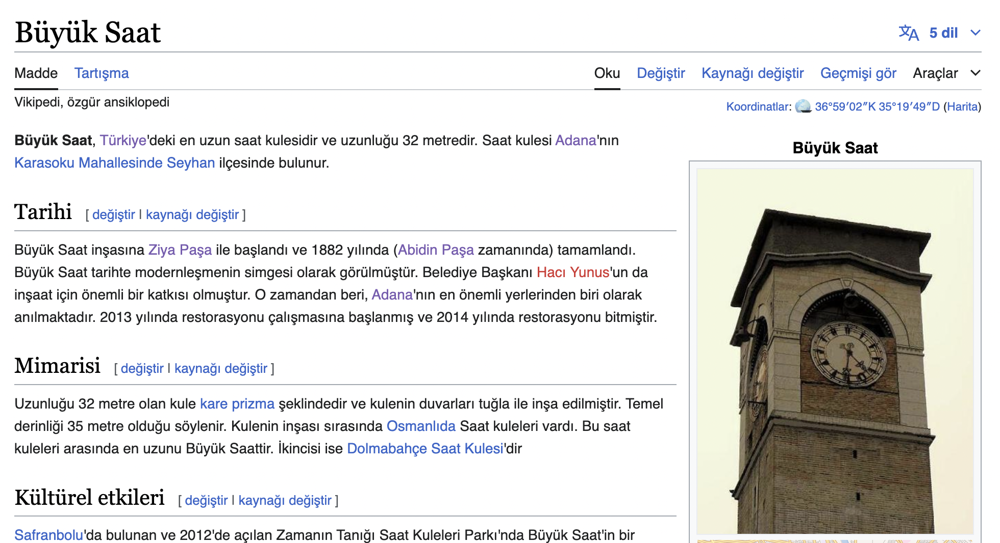 Büyük Saat
5 dil
Madde Tartışma Oku Değiştir Kaynağı değiştir Geçmişi gör Araçlar
Vikipedi, özgür ansiklopedi
Koordinatlar: 36°59′02″K 35°19′49″D (Harita)
Büyük Saat, Türkiye'deki en uzun saat kulesidir ve uzunluğu 32 metredir. Saat kulesi Adana'nın
Karasoku Mahallesinde Seyhan ilçesinde bulunur.
Büyük Saat
Tarihi [ değiştir | kaynağı değiştir ]
Büyük Saat inşasına Ziya Paşa ile başlandı ve 1882 yılında (Abidin Paşa zamanında) tamamlandı.
Büyük Saat tarihte modernleşmenin simgesi olarak görülmüştür. Belediye Başkanı Hacı Yunus'un da
inşaat için önemli bir katkısı olmuştur. O zamandan beri, Adana'nın en önemli yerlerinden biri olarak
anılmaktadır. 2013 yılında restorasyonu çalışmasına başlanmış ve 2014 yılında restorasyonu bitmiştir.
Mimarisi [ değiştir | kaynağı değiştir ]
Uzunluğu 32 metre olan kule kare prizma şeklindedir ve kulenin duvarları tuğla ile inşa edilmiştir. Temel
derinliği 35 metre olduğu söylenir. Kulenin inşası sırasında Osmanlıda Saat kuleleri vardı. Bu saat
kuleleri arasında en uzunu Büyük Saattir. İkincisi ise Dolmabahçe Saat Kulesi'dir
Kültürel etkileri [ değiştir | kaynağı değiştir ]
Safranbolu'da bulunan ve 2012'de açılan Zamanın Tanığı Saat Kuleleri Parkı'nda Büyük Saat'in bir